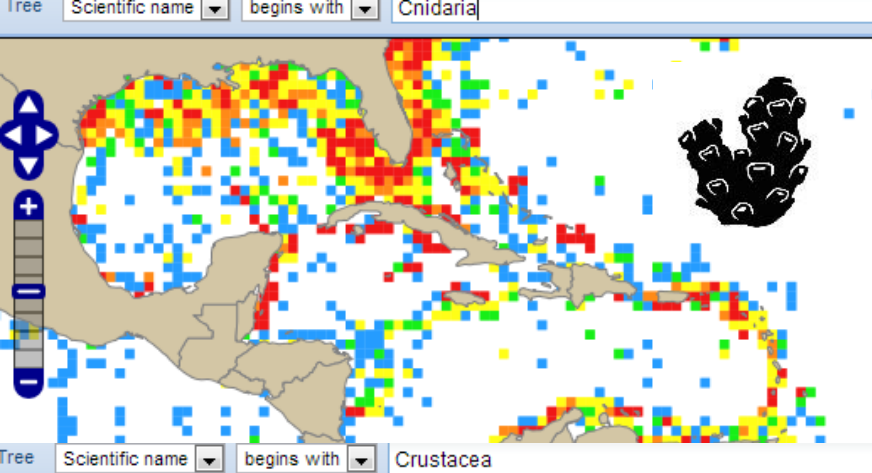 Tree Scientific name begins with Cnidaria
Tree Scientific name begins with Crustacea